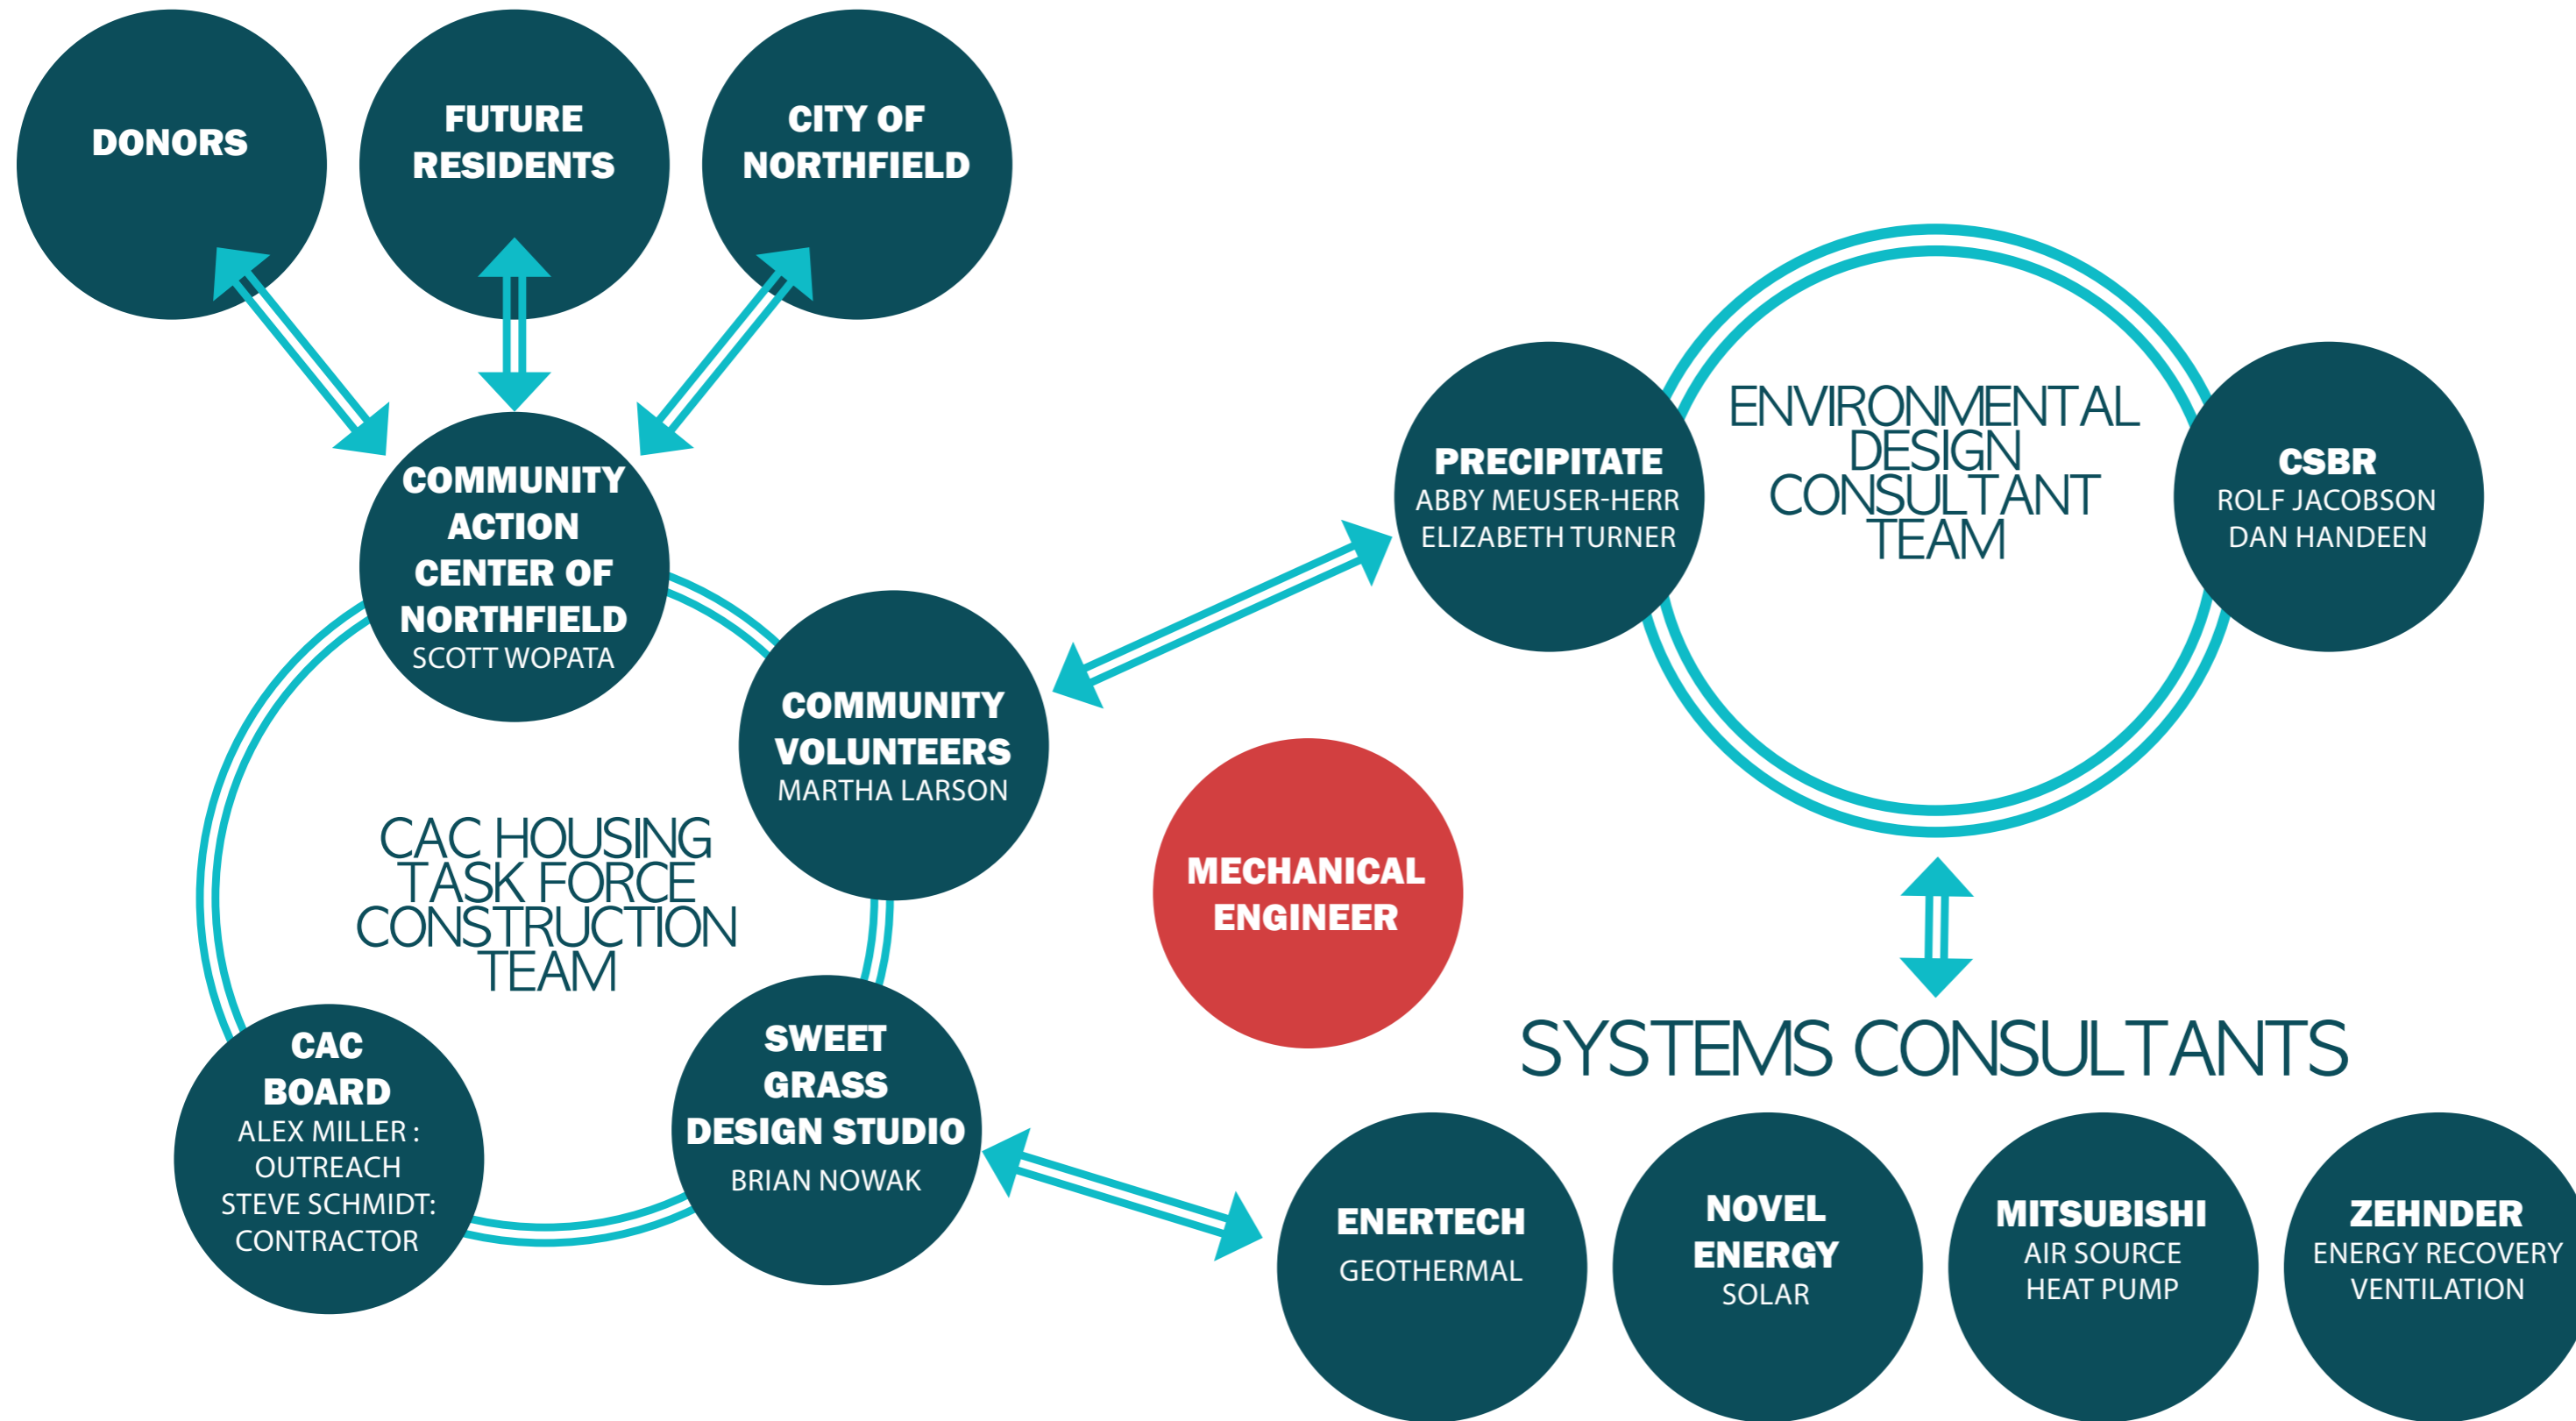 DONORS
FUTURE
RESIDENTS
CITY OF
NORTHFIELD
COMMUNITY
ACTION
CENTER OF
NORTHFIELD
SCOTT WOPATA
COMMUNITY
VOLUNTEERS
MARTHA LARSON
CAC HOUSING
TASK FORCE
CONSTRUCTION
TEAM
CAC
BOARD
ALEX MILLER :
OUTREACH
STEVE SCHMIDT:
CONTRACTOR
SWEET
GRASS
DESIGN STUDIO
BRIAN NOWAK
PRECIPITATE
ABBY MEUSER-HERR
ELIZABETH TURNER
ENVIRONMENTAL
DESIGN
CONSULTANT
TEAM
CSBR
ROLF JACOBSON
DAN HANDEEN
MECHANICAL
ENGINEER
SYSTEMS CONSULTANTS
ENERTECH
GEOTHERMAL
NOVEL
ENERGY
SOLAR
MITSUBISHI
AIR SOURCE
HEAT PUMP
ZEHNDER
ENERGY RECOVERY
VENTILATION